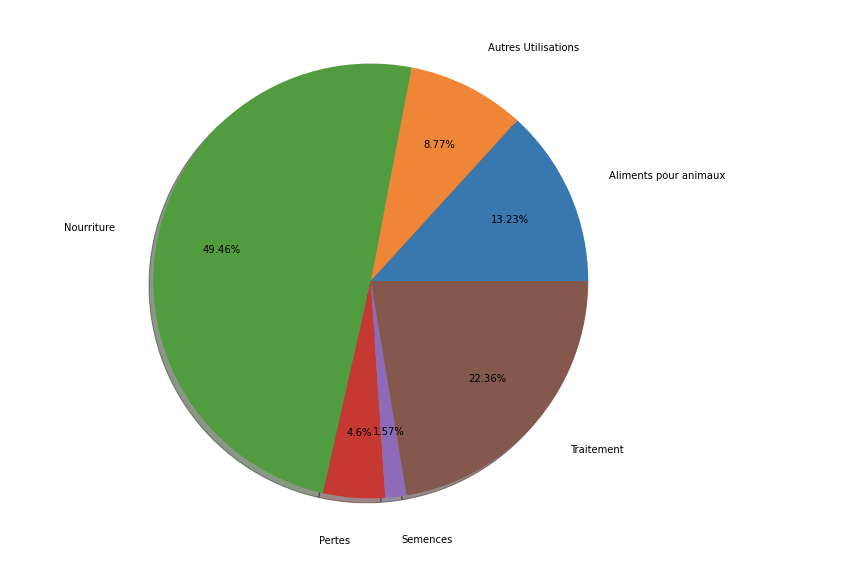 Autres Utilisations
8.77%
Aliments pour animaux
13.23%
Nourriture
49.46%
22.36%
4.6%
1.57%
Traitement
Pertes
Semences